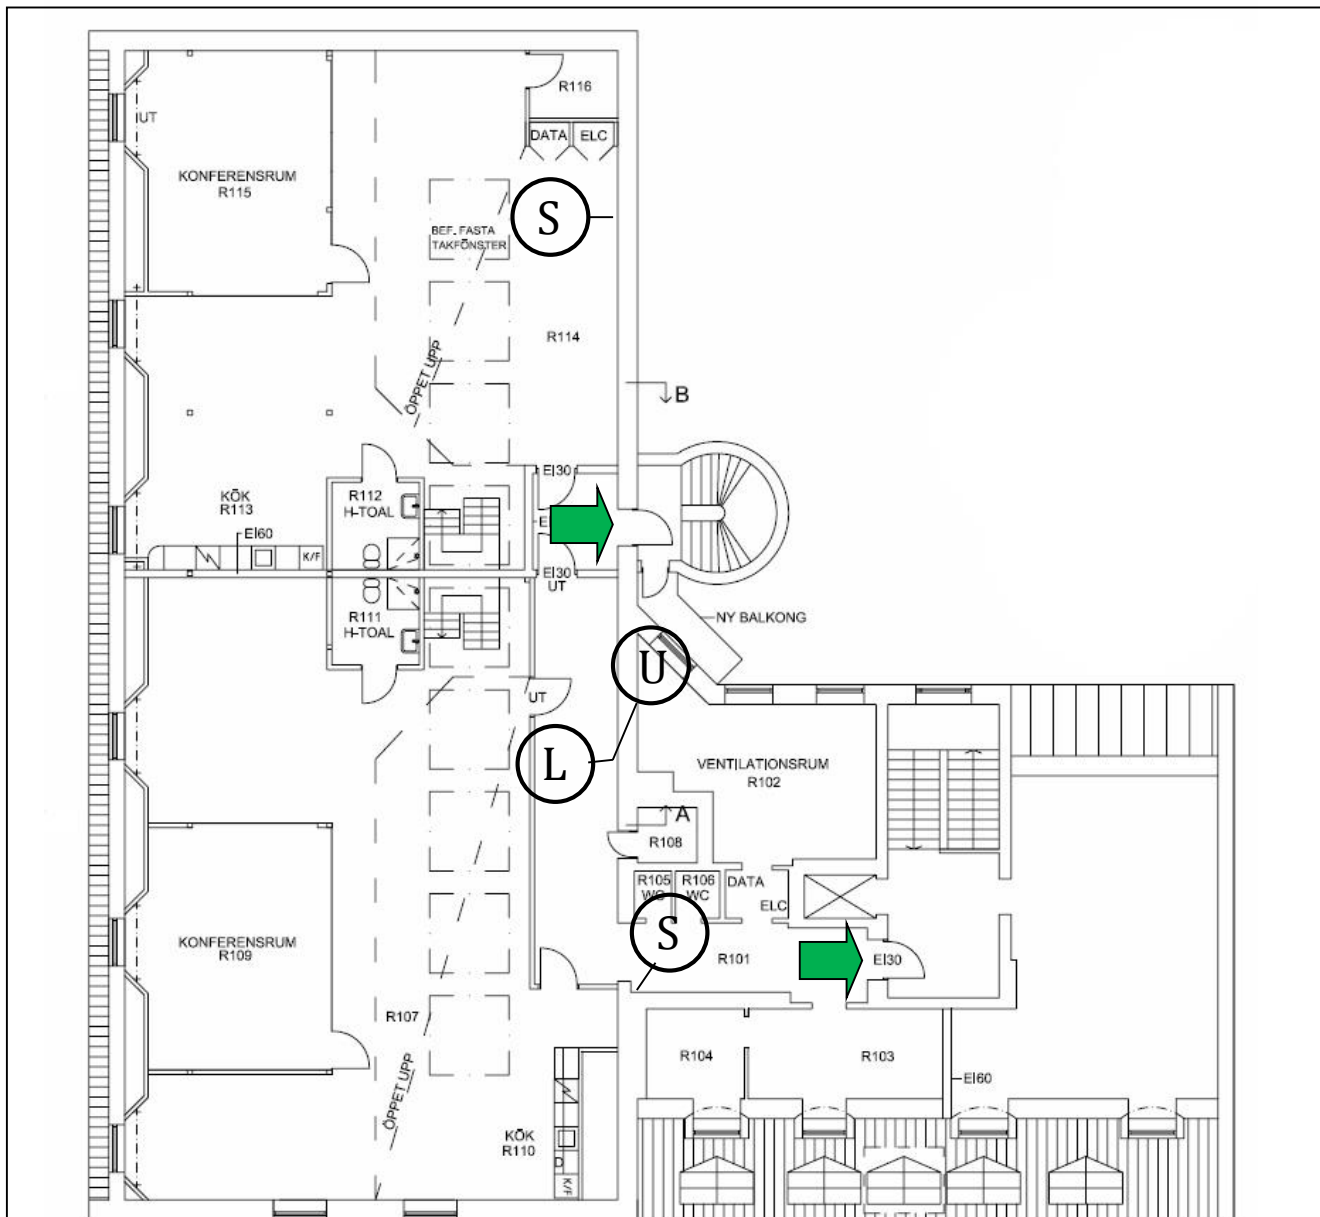 R116
DATA
ELC
UT
KONFERENSRUM
R115
S
BEF. FASTA
TAKFÖNSTER
R114
ÖPPET UPP
B
EI30
R112
H-TOAL
KÖK
R113
EI60
K/F
EI30
UT
R111
H-TOAL
NY BALKONG
U
UT
L
VENTILATIONSRUM
R102
A
R108
R105
WC
R106
WC
DATA
ELC
S
KONFERENSRUM
R109
R101
EI30
R107
R104
R103
EI60
ÖPPET UPP
KÖK
R110
D
K/F